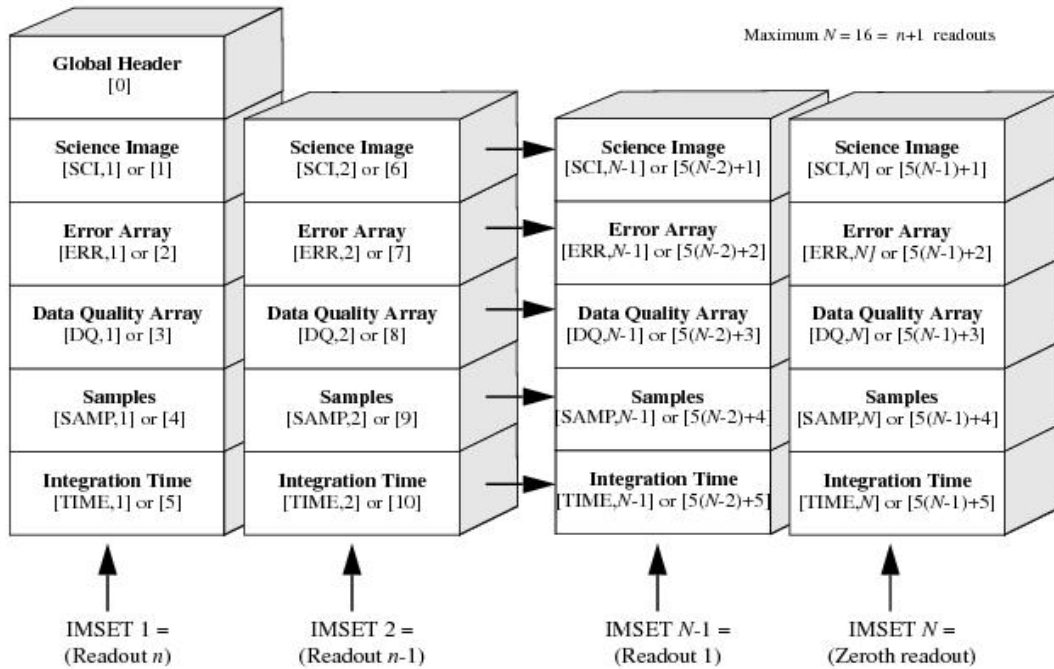 Maximum N = 16 = n+1 readouts
Global Header
[0]
Science Image
[SCI,1] or [1]
Error Array
[ERR,1] or [2]
Data Quality Array
[DQ,1] or [3]
Samples
[SAMP,1] or [4]
Integration Time
[TIME,1] or [5]
IMSET 1 =
(Readout n)
Science Image
[SCI,2] or [6]
Error Array
[ERR,2] or [7]
Data Quality Array
[DQ,2] or [8]
Samples
[SAMP,2] or [9]
Integration Time
[TIME,2] or [10]
IMSET 2 =
(Readout n-1)
Science Image
[SCI,N-1] or [5(N-2)+1]
Error Array
[ERR,N-1] or [5(N-2)+2]
Data Quality Array
[DQ,N-1] or [5(N-2)+3]
Samples
[SAMP,N-1] or [5(N-2)+4]
Integration Time
[TIME,N-1] or [5(N-2)+5]
IMSET N-1 =
(Readout 1)
Science Image
[SCI,N] or [5(N-1)+1]
Error Array
[ERR,N] or [5(N-1)+2]
Data Quality Array
[DQ,N] or [5(N-1)+3]
Samples
[SAMP,N] or [5(N-1)+4]
Integration Time
[TIME,N] or [5(N-1)+5]
IMSET N =
(Zeroth readout)